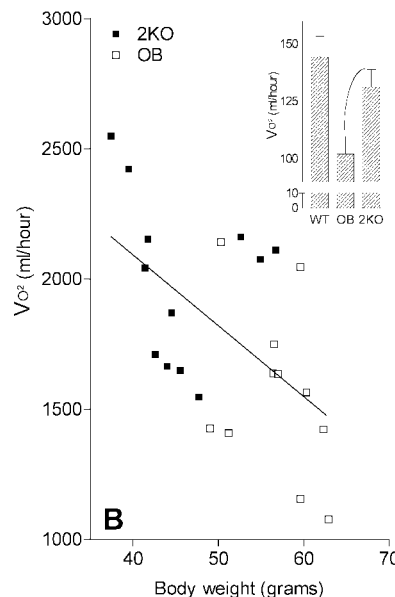 3000
2KO
OB
2500
2000
1500
1000
VO² (ml/hour)
40
50
60
70
Body weight (grams)
B
150
125
100
10
0
VO² (ml/hour)
WT
OB
2KO